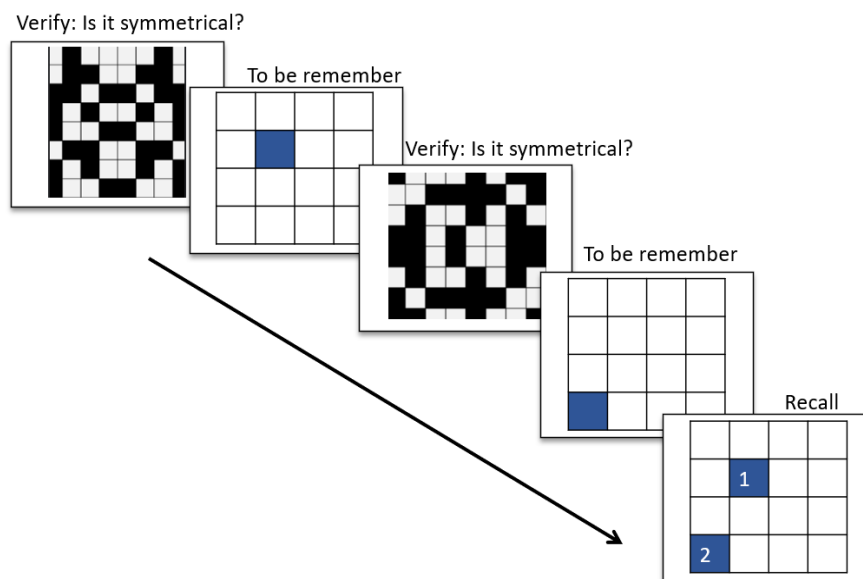 Verify: Is it symmetrical?
To be remember
Verify: Is it symmetrical?
To be remember
Recall
1
2